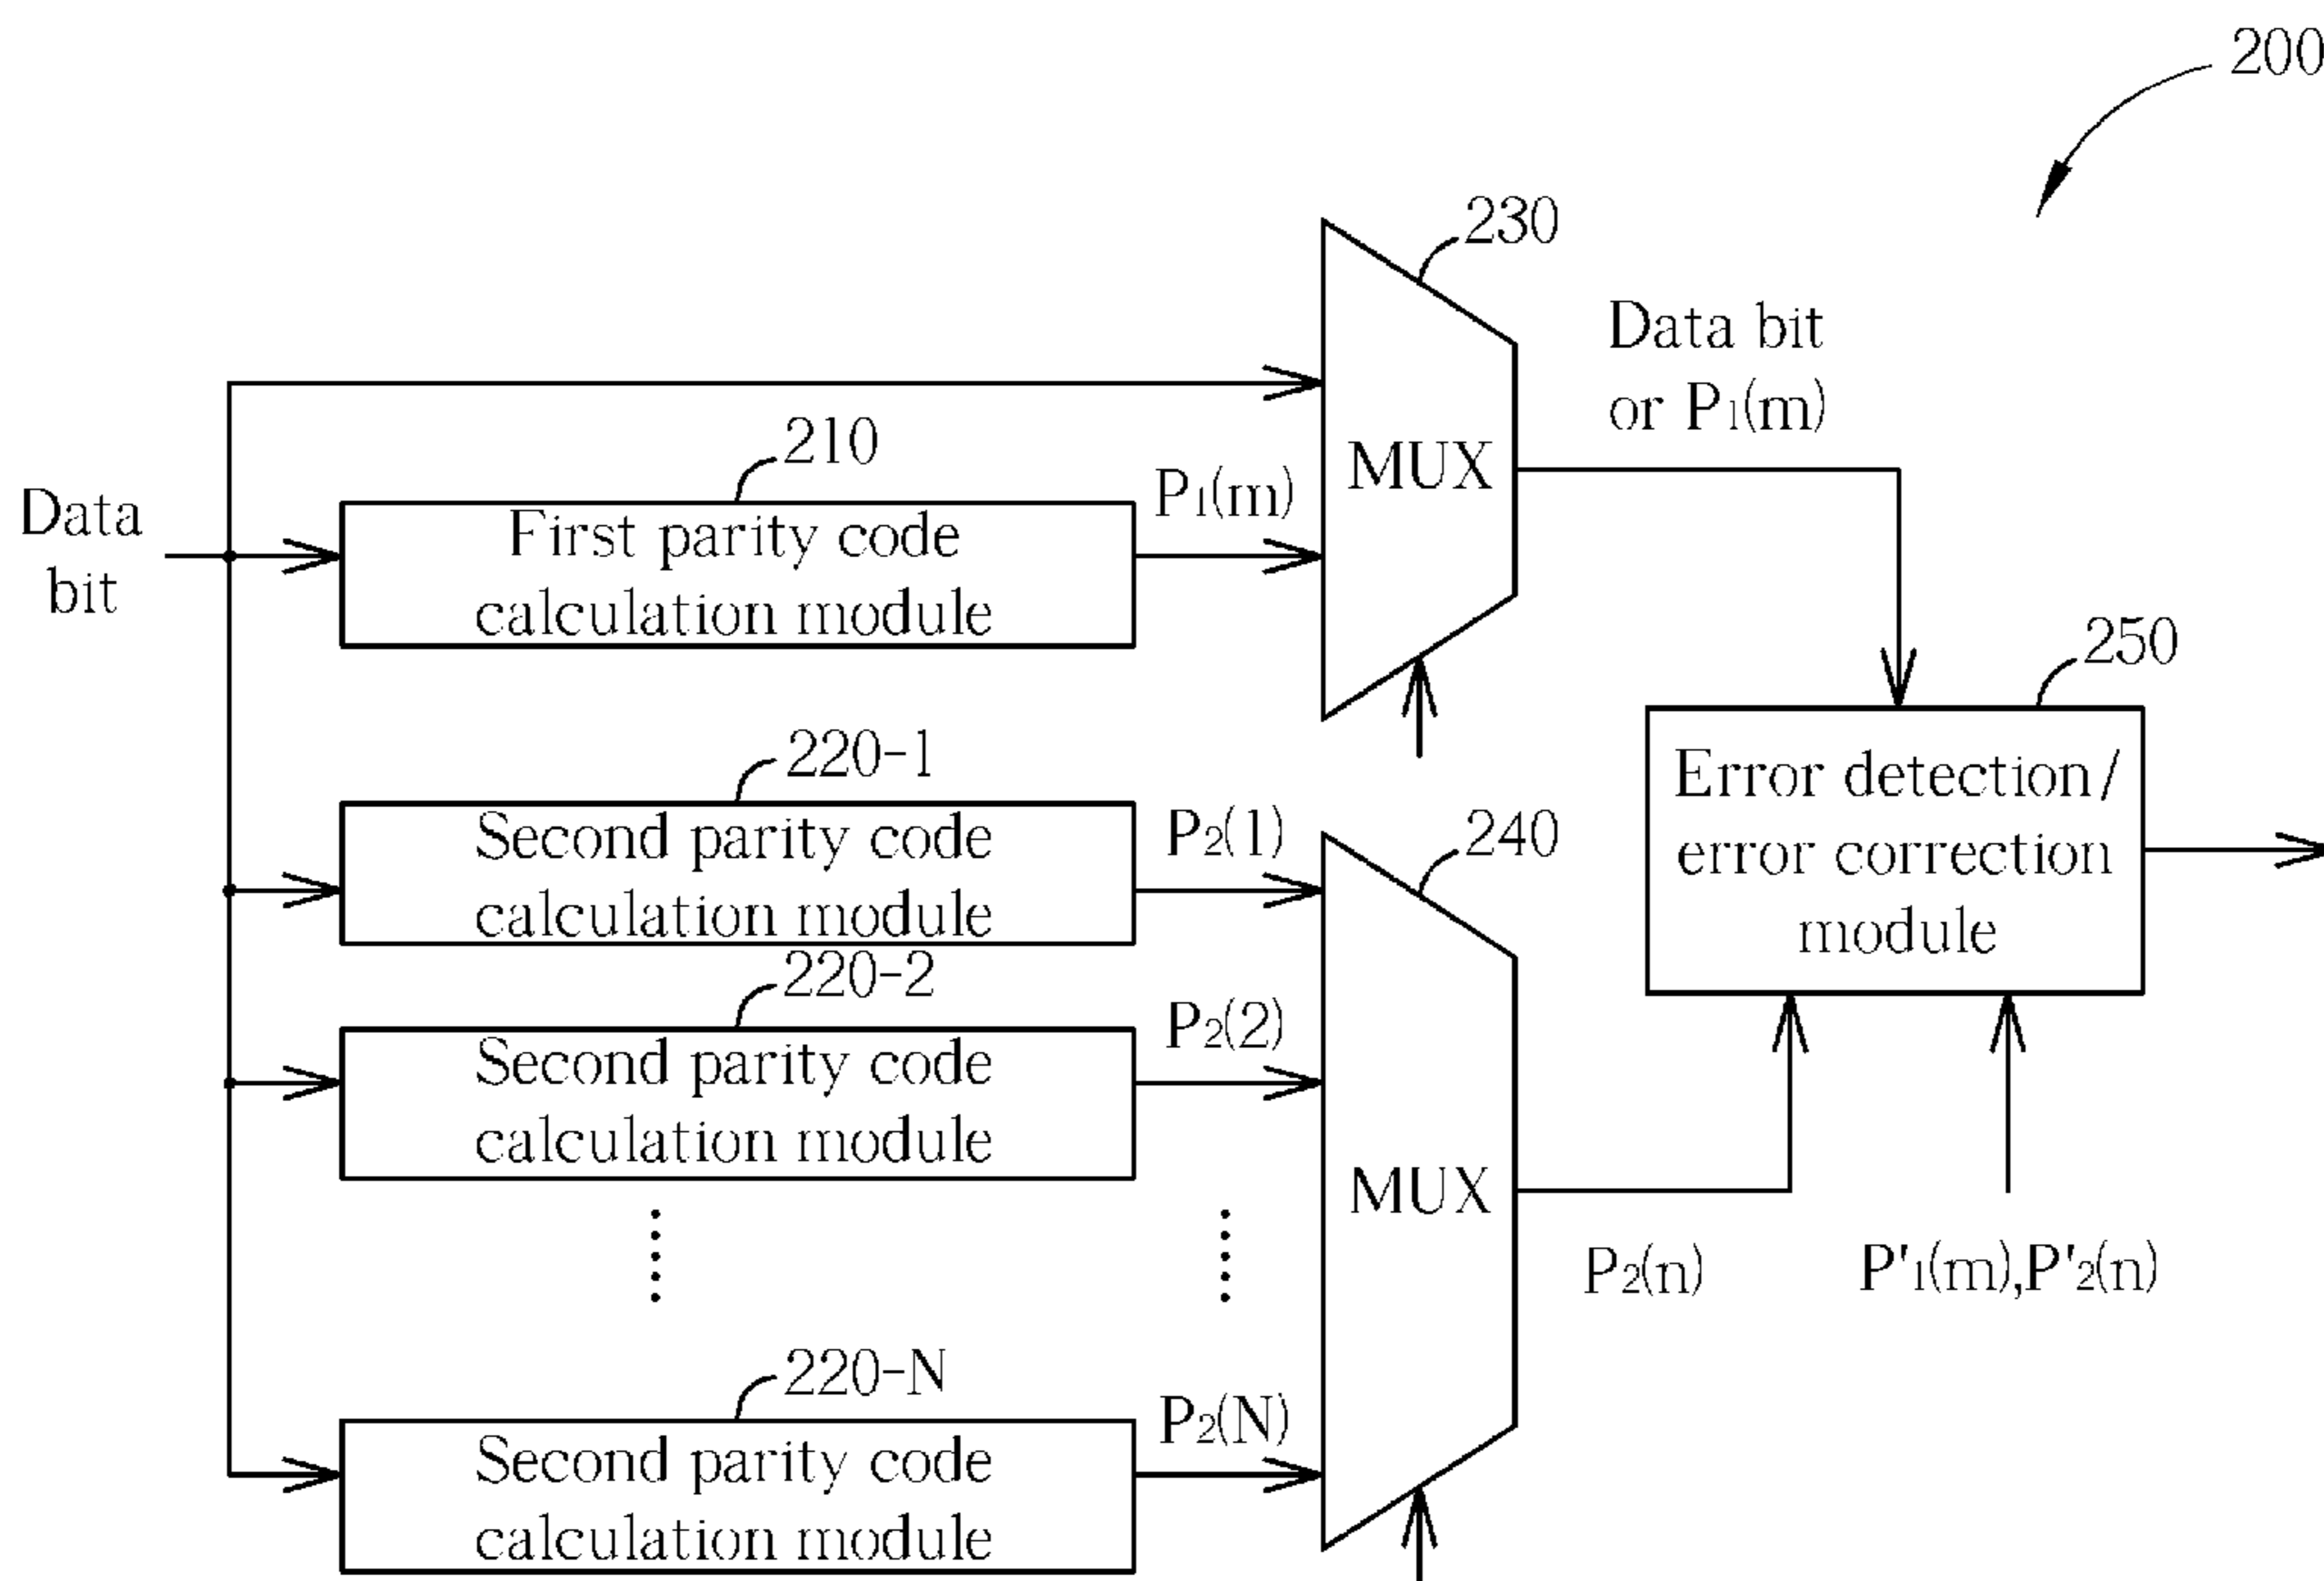 200
230
Data bit
or P₁(m)
210
Data
bit
First parity code
calculation module
P₁(m)
MUX
250
220-1
Second parity code
calculation module
P₂(1)
240
Error detection/
error correction
module
220-2
Second parity code
calculation module
P₂(2)
MUX
P₂(n)
P'₁(m),P'₂(n)
220-N
Second parity code
calculation module
P₂(N)